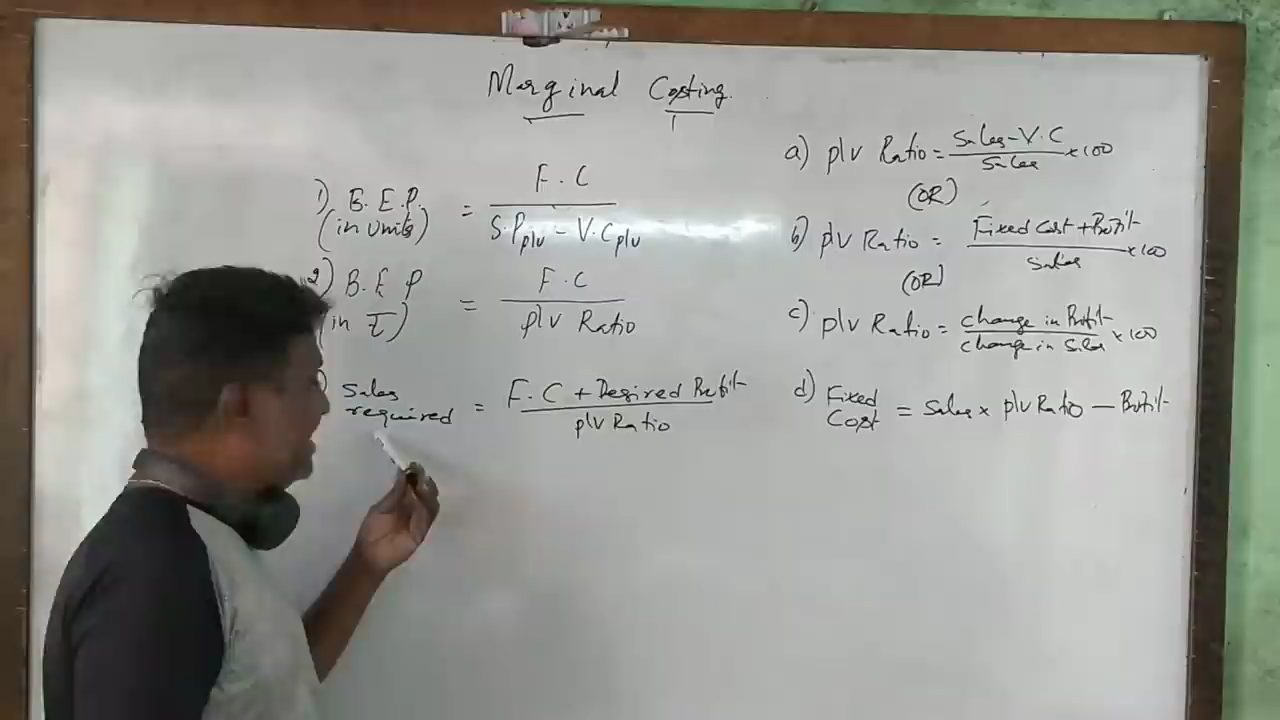 Marginal Costing.
1) B.E.P. (in units) = F.C / S.P p/u - V.C p/u
2) B.E.P (in ₹) = F.C / p/v Ratio
) Sales required = F.C + Desired Profit / p/v Ratio
a) p/v Ratio = Sales - V.C / Sales × 100
(OR)
b) p/v Ratio = Fixed Cost + Profit / Sales × 100
(OR)
c) p/v Ratio = change in Profit / change in Sales × 100
d) Fixed Cost = Sales × p/v Ratio - Profit